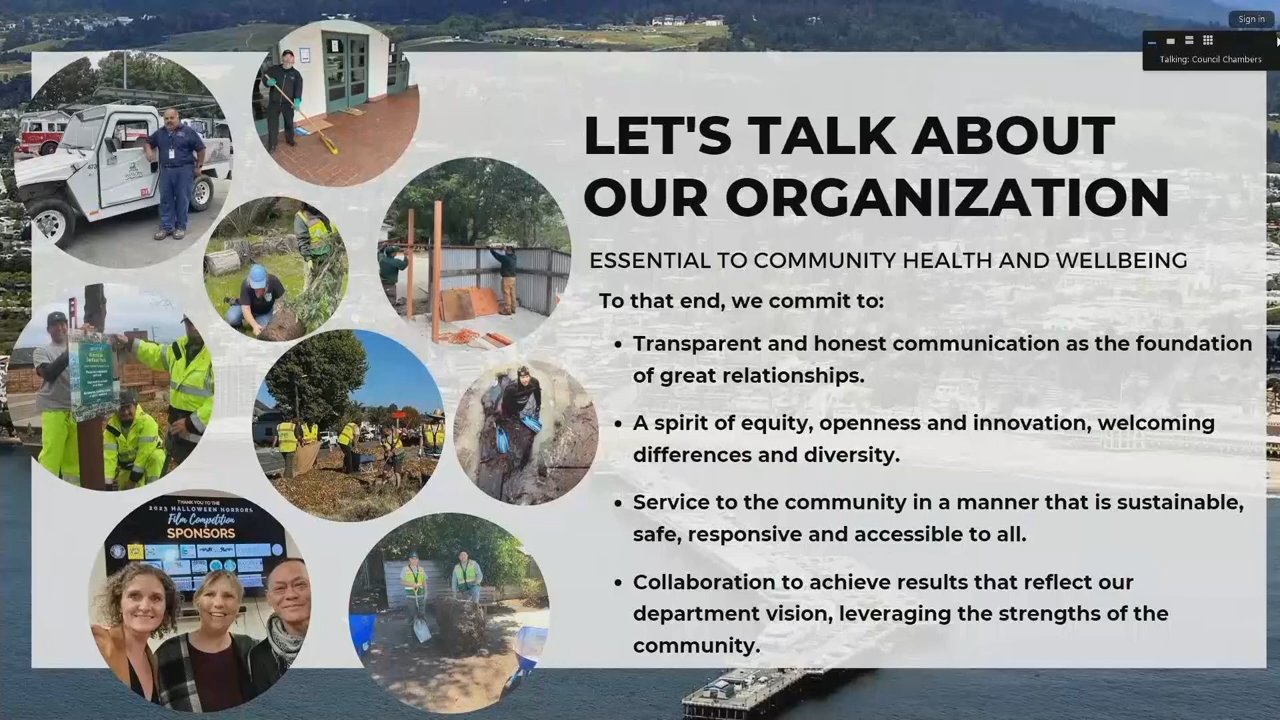 Sign in
Talking: Council Chambers
LET'S TALK ABOUT
OUR ORGANIZATION
ESSENTIAL TO COMMUNITY HEALTH AND WELLBEING
To that end, we commit to:
• Transparent and honest communication as the foundation
of great relationships.
• A spirit of equity, openness and innovation, welcoming
differences and diversity.
• Service to the community in a manner that is sustainable,
safe, responsive and accessible to all.
• Collaboration to achieve results that reflect our
department vision, leveraging the strengths of the
community.
THANK YOU TO THE
2023 HALLOWEEN HORRORS
Film Competition
SPONSORS